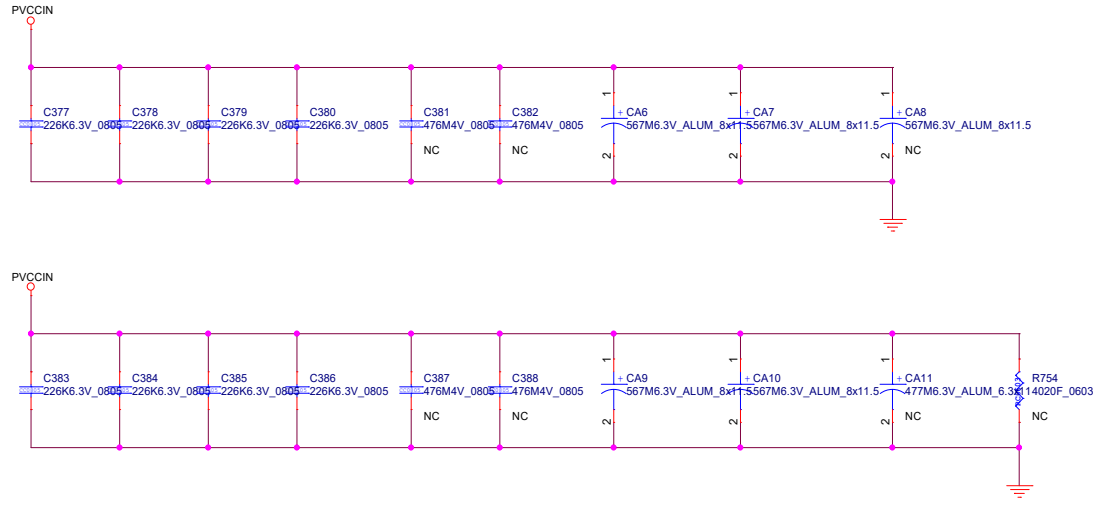 PVCCIN
C377 C378 C379 C380 C381 C382 + CA6 + CA7 + CA8
226K6.3V_0805 226K6.3V_0805 226K6.3V_0805 226K6.3V_0805 476M4V_0805 476M4V_0805 567M6.3V_ALUM_8x11.5 567M6.3V_ALUM_8x11.5 567M6.3V_ALUM_8x11.5
1 1 1
NC NC NC
2 2 2
PVCCIN
C383 C384 C385 C386 C387 C388 + CA9 + CA10 + CA11 R754
226K6.3V_0805 226K6.3V_0805 226K6.3V_0805 226K6.3V_0805 476M4V_0805 476M4V_0805 567M6.3V_ALUM_8x11.5 567M6.3V_ALUM_8x11.5 477M6.3V_ALUM_6.3x11 4020F_0603
1 1 1
NC NC NC NC
2 2 2